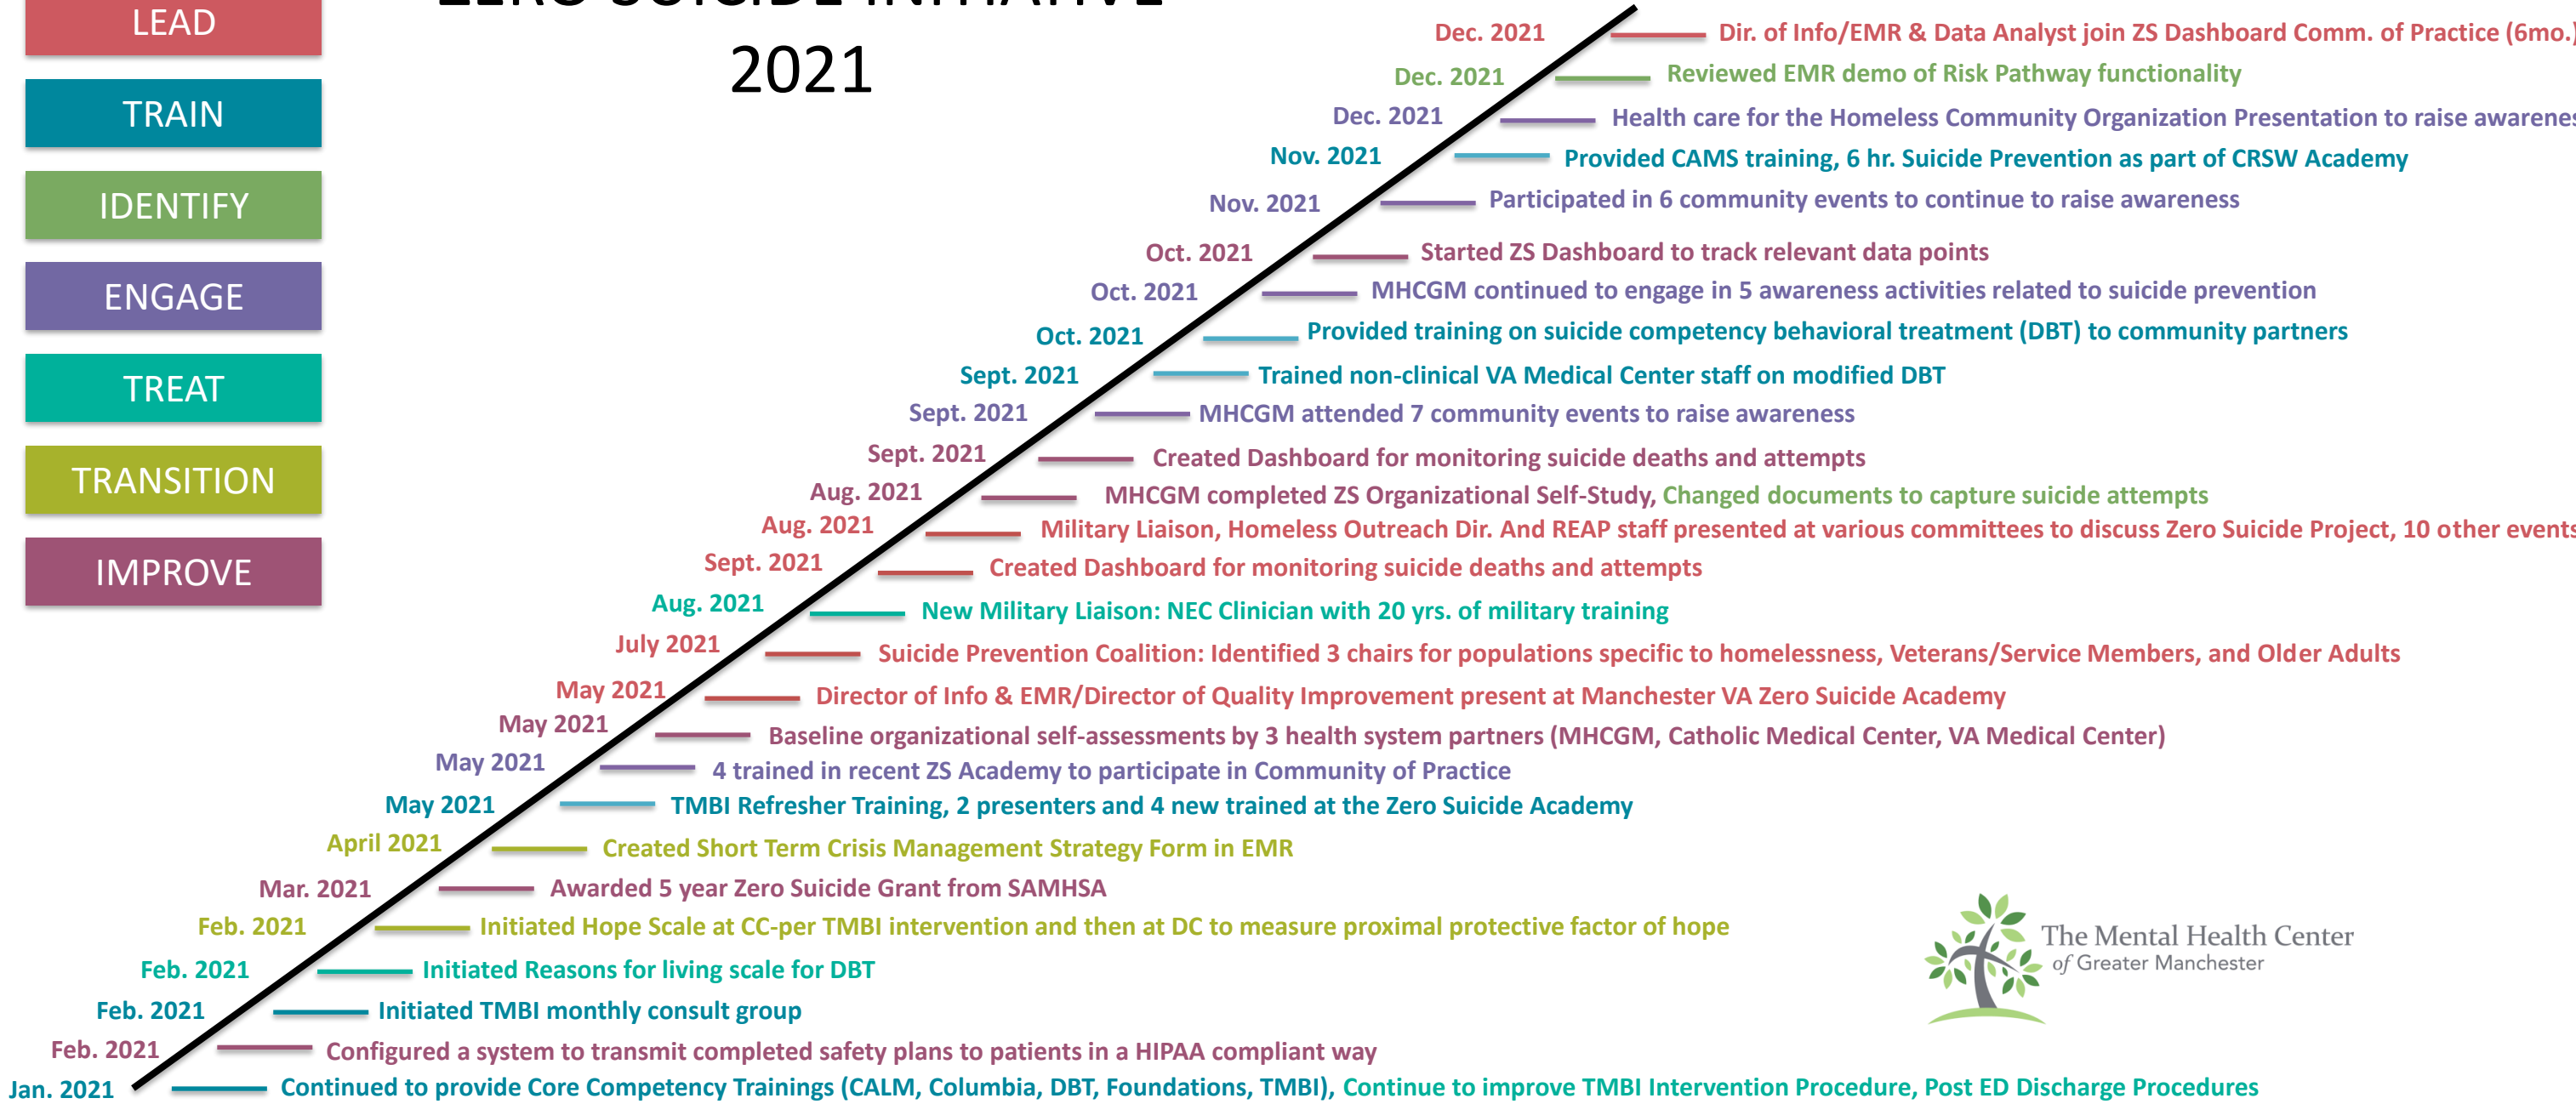 ZERO SUICIDE INITIATIVE
2021
LEAD
TRAIN
IDENTIFY
ENGAGE
TREAT
TRANSITION
IMPROVE
Dec. 2021 Dir. of Info/EMR & Data Analyst join ZS Dashboard Comm. of Practice (6mo.)
Dec. 2021 Reviewed EMR demo of Risk Pathway functionality
Dec. 2021 Health care for the Homeless Community Organization Presentation to raise awarenes
Nov. 2021 Provided CAMS training, 6 hr. Suicide Prevention as part of CRSW Academy
Nov. 2021 Participated in 6 community events to continue to raise awareness
Oct. 2021 Started ZS Dashboard to track relevant data points
Oct. 2021 MHCGM continued to engage in 5 awareness activities related to suicide prevention
Oct. 2021 Provided training on suicide competency behavioral treatment (DBT) to community partners
Sept. 2021 Trained non-clinical VA Medical Center staff on modified DBT
Sept. 2021 MHCGM attended 7 community events to raise awareness
Sept. 2021 Created Dashboard for monitoring suicide deaths and attempts
Aug. 2021 MHCGM completed ZS Organizational Self-Study, Changed documents to capture suicide attempts
Aug. 2021 Military Liaison, Homeless Outreach Dir. And REAP staff presented at various committees to discuss Zero Suicide Project, 10 other events
Sept. 2021 Created Dashboard for monitoring suicide deaths and attempts
Aug. 2021 New Military Liaison: NEC Clinician with 20 yrs. of military training
July 2021 Suicide Prevention Coalition: Identified 3 chairs for populations specific to homelessness, Veterans/Service Members, and Older Adults
May 2021 Director of Info & EMR/Director of Quality Improvement present at Manchester VA Zero Suicide Academy
May 2021 Baseline organizational self-assessments by 3 health system partners (MHCGM, Catholic Medical Center, VA Medical Center)
May 2021 4 trained in recent ZS Academy to participate in Community of Practice
May 2021 TMBI Refresher Training, 2 presenters and 4 new trained at the Zero Suicide Academy
April 2021 Created Short Term Crisis Management Strategy Form in EMR
Mar. 2021 Awarded 5 year Zero Suicide Grant from SAMHSA
Feb. 2021 Initiated Hope Scale at CC-per TMBI intervention and then at DC to measure proximal protective factor of hope
Feb. 2021 Initiated Reasons for living scale for DBT
Feb. 2021 Initiated TMBI monthly consult group
Feb. 2021 Configured a system to transmit completed safety plans to patients in a HIPAA compliant way
Jan. 2021 Continued to provide Core Competency Trainings (CALM, Columbia, DBT, Foundations, TMBI), Continue to improve TMBI Intervention Procedure, Post ED Discharge Procedures
The Mental Health Center
of Greater Manchester